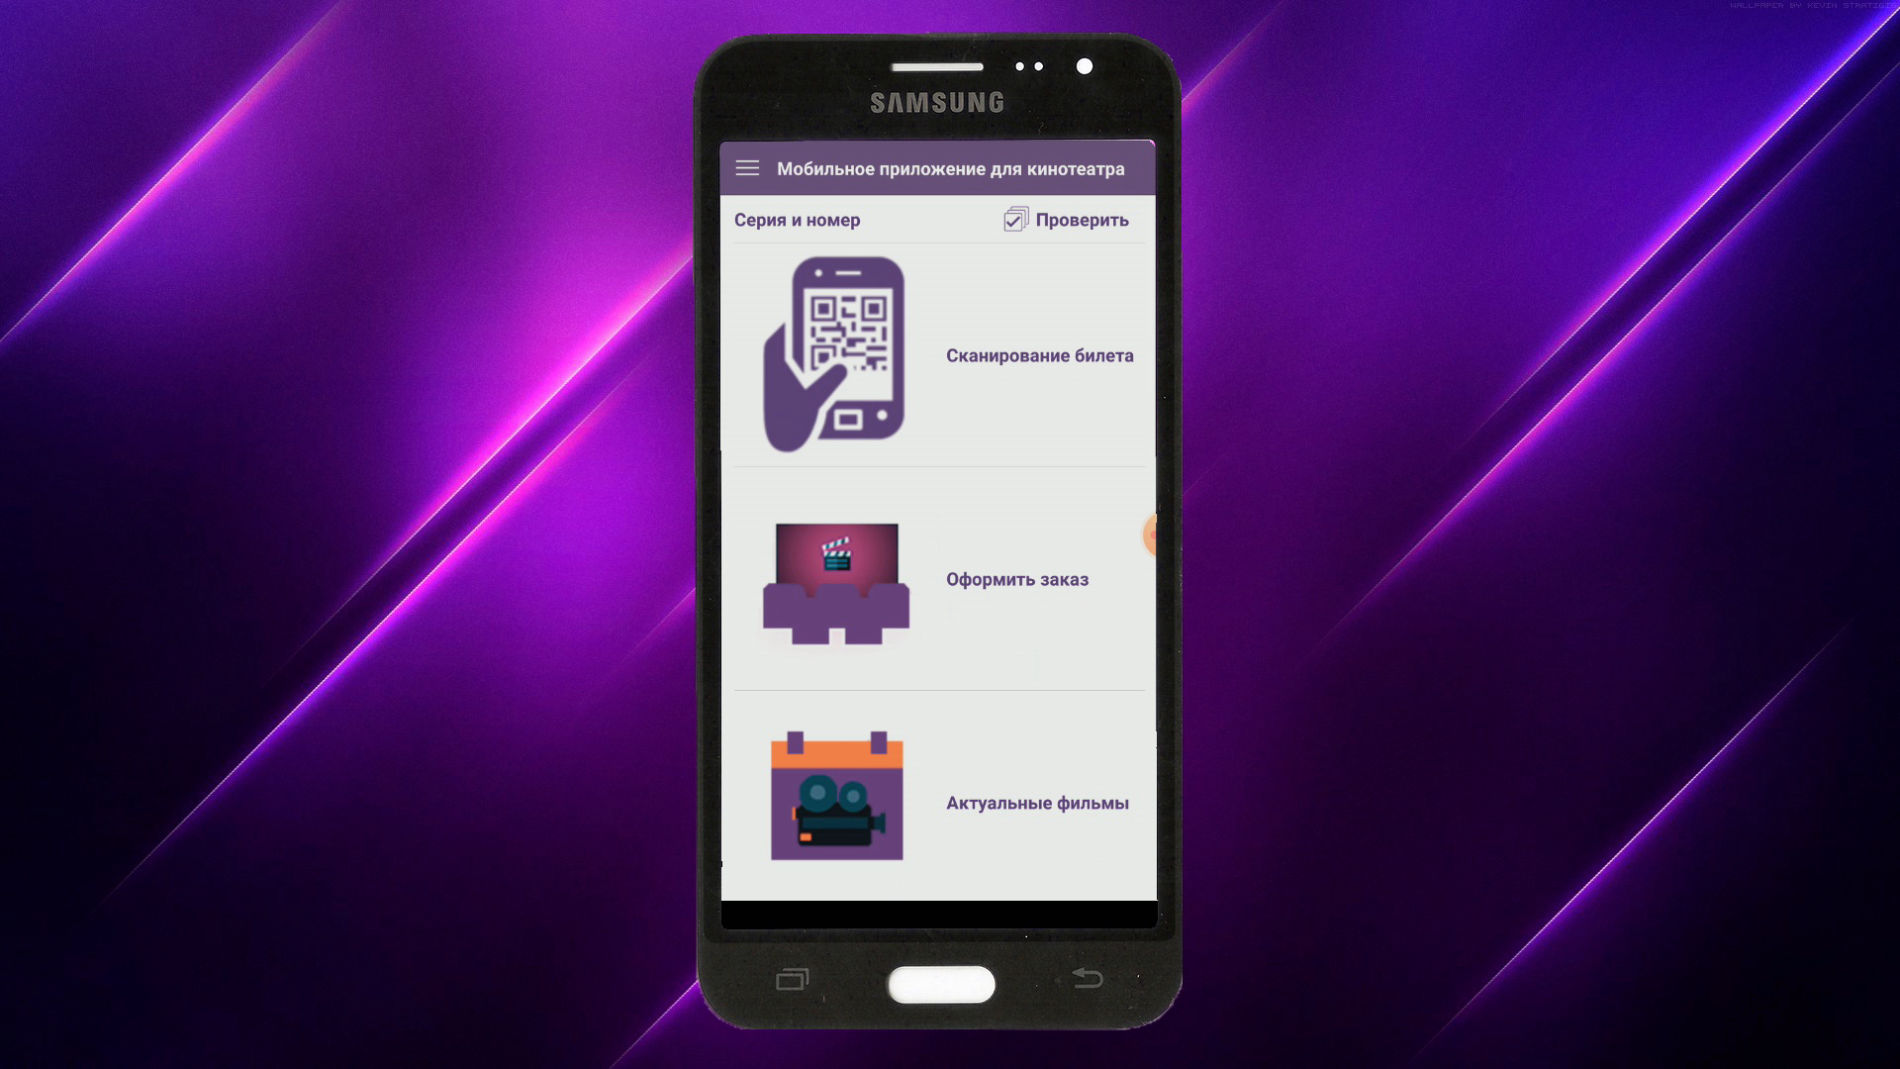 WALLPAPER BY KEVIN STRATIGIS
SAMSUNG
Мобильное приложение для кинотеатра
Серия и номер
Проверить
Сканирование билета
Оформить заказ
Актуальные фильмы